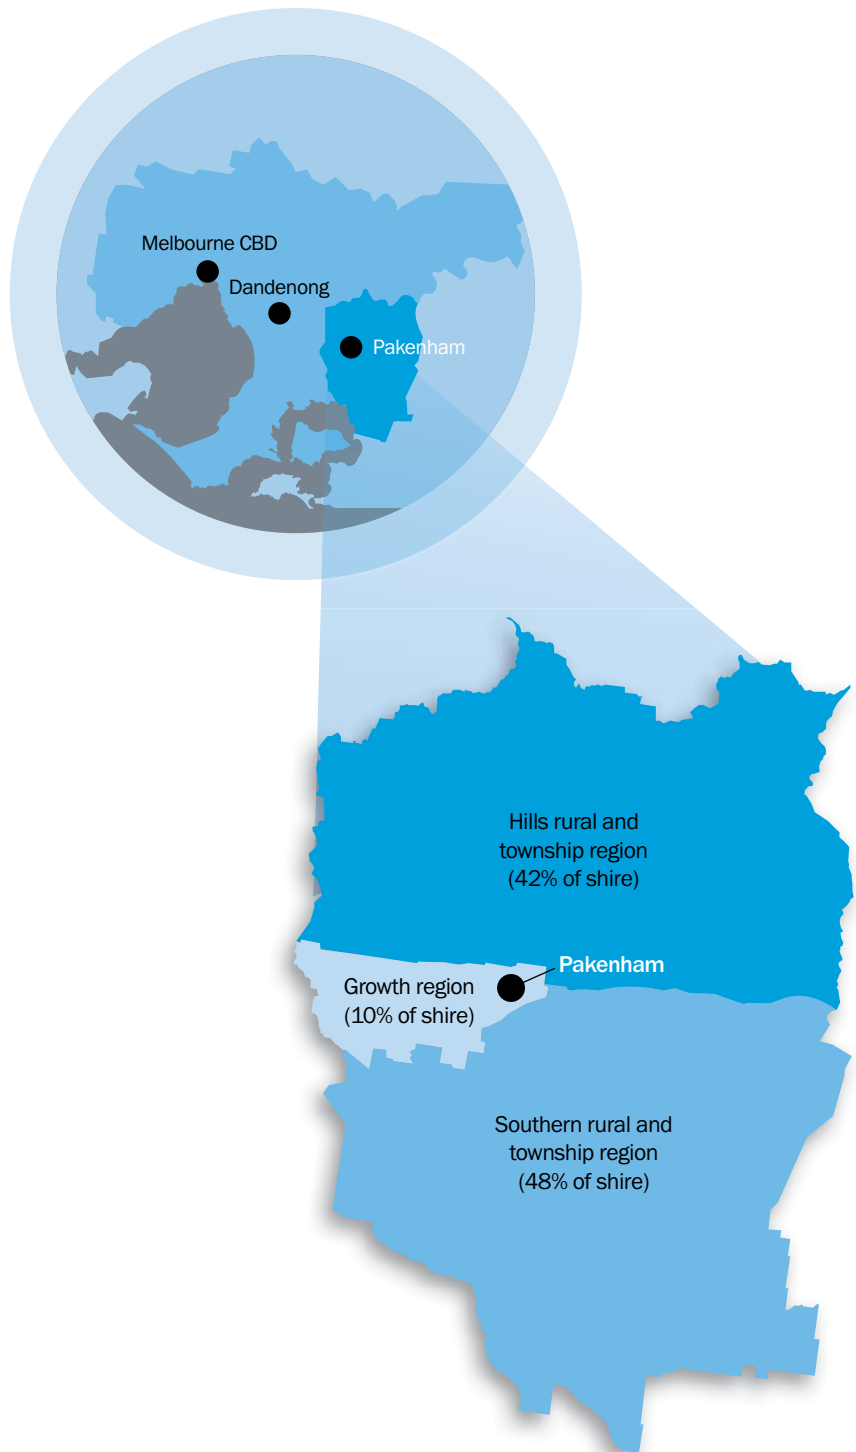 Melbourne CBD
Dandenong
Pakenham
Hills rural and
township region
(42% of shire)
Pakenham
Growth region
(10% of shire)
Southern rural and
township region
(48% of shire)